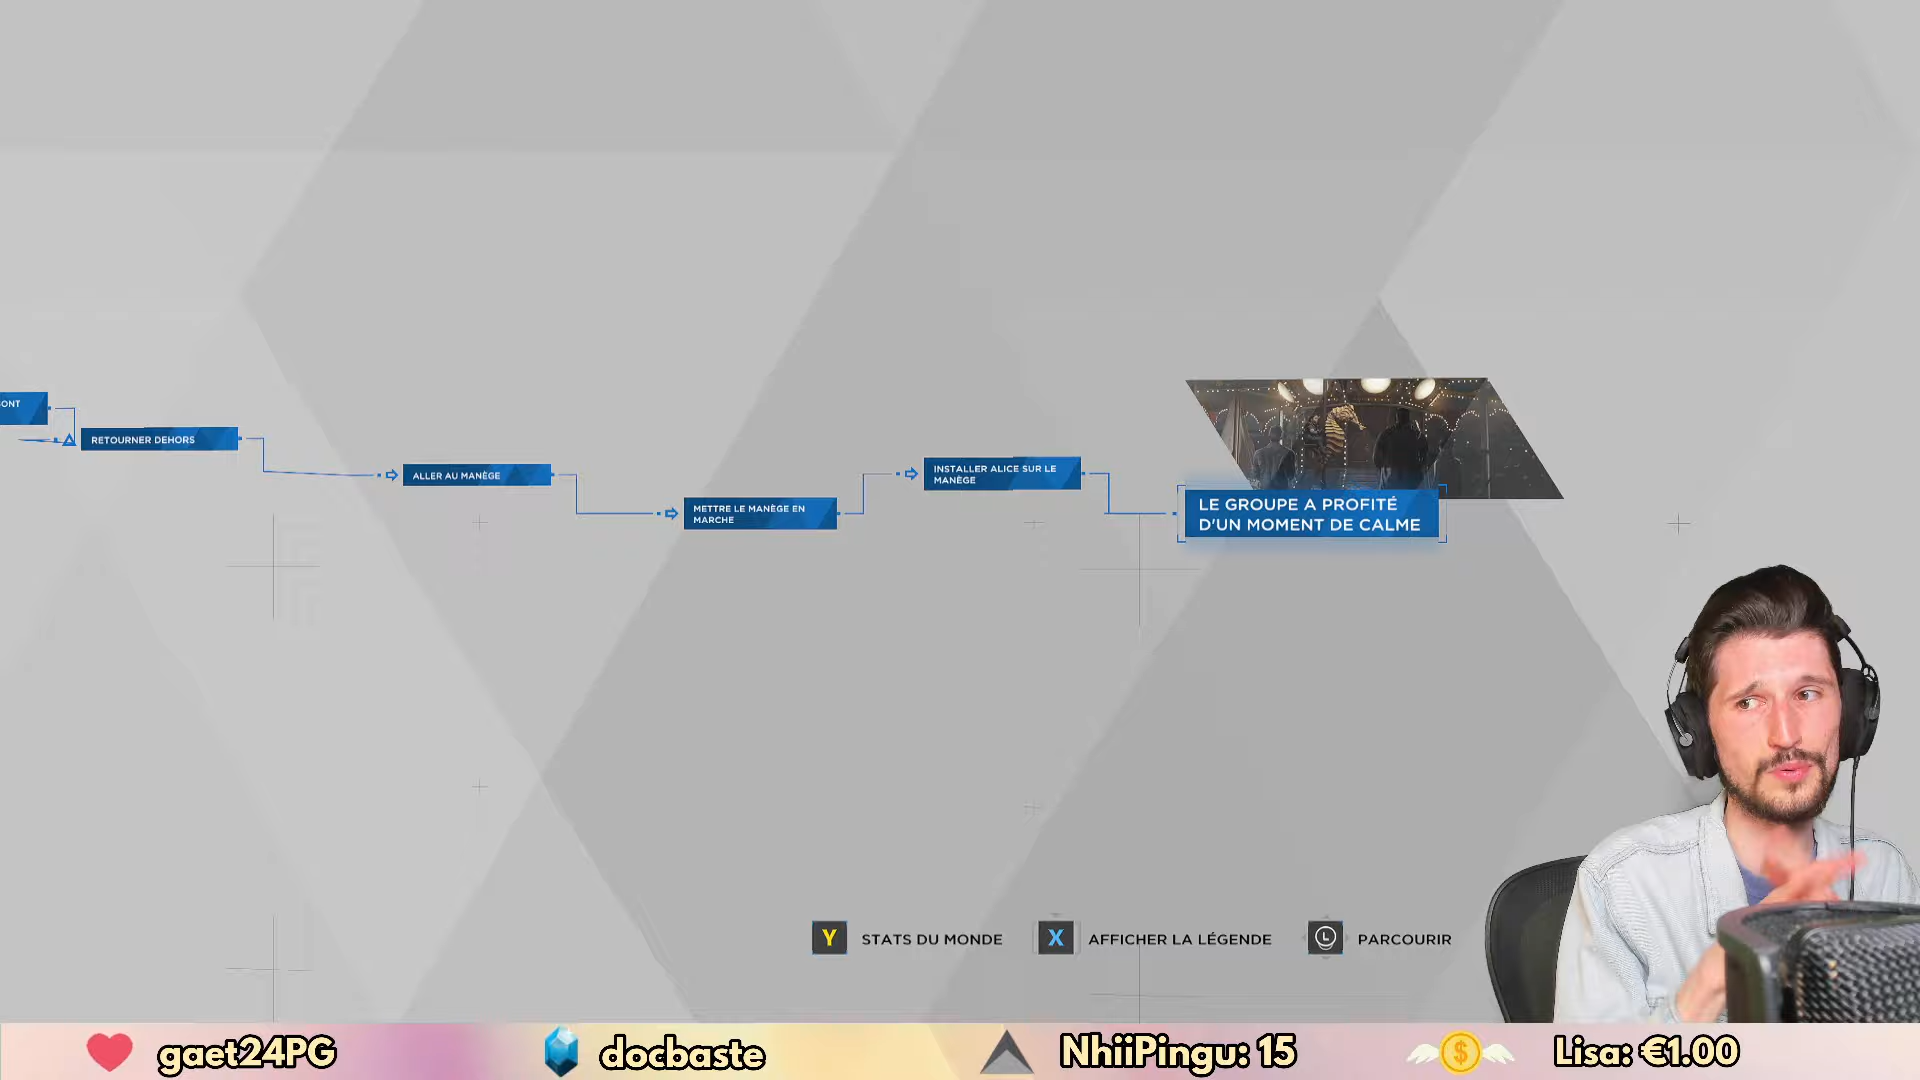 ONT
RETOURNER DEHORS
ALLER AU MANÈGE
METTRE LE MANÈGE EN
MARCHE
INSTALLER ALICE SUR LE
MANÈGE
LE GROUPE A PROFITÉ
D'UN MOMENT DE CALME
Y STATS DU MONDE
X AFFICHER LA LÉGENDE
L PARCOURIR
gaet24PG
docbaste
NhiiPingu: 15
$
Lisa: €1.00